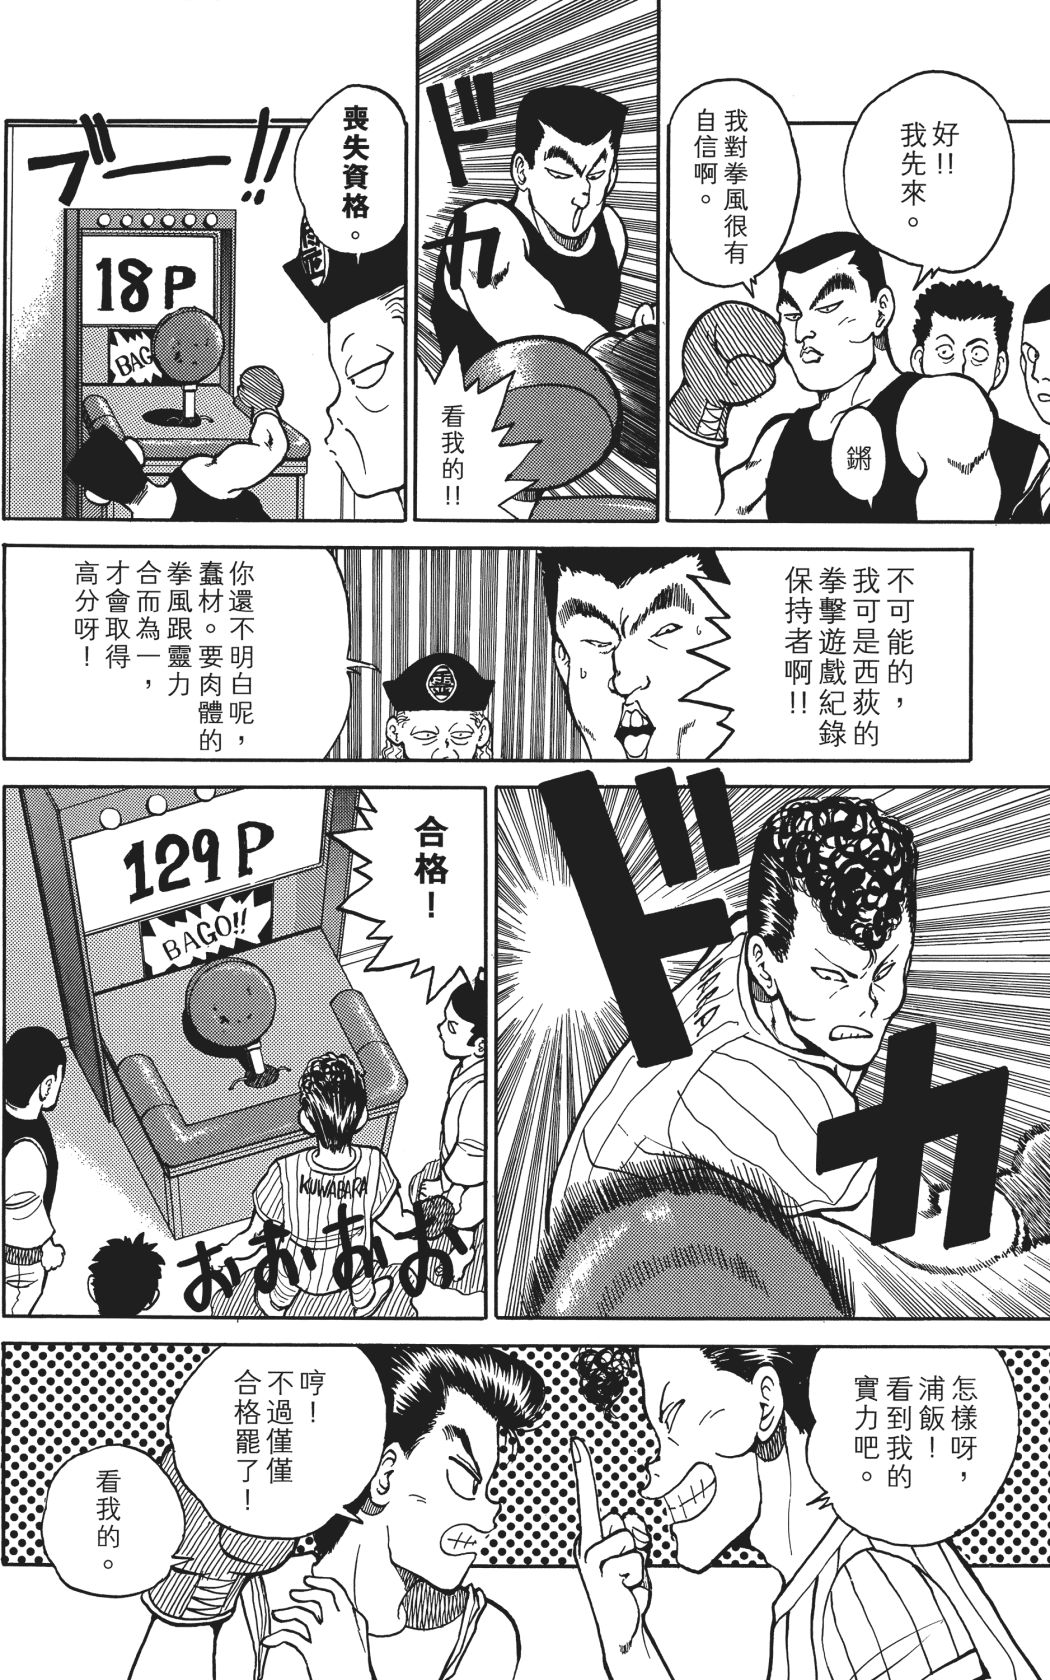 好!!
我先來。
我對拳風很有
自信啊。
鏘
ドカ
看我的!!
喪失資格。
ブー!!
18P
BAG
不可能的，
我可是西荻的
拳擊遊戲紀錄
保持者啊!!
靈
你還不明白呢，
蠢材。要肉體的
拳風跟靈力
合而為一，
才會取得
高分呀！
ドカ
合格！
129P
BAGO!!
KUWABARA
おおおお
怎樣呀，
浦飯！
看到我的
實力吧。
哼！
不過僅僅
合格罷了！
看我的。